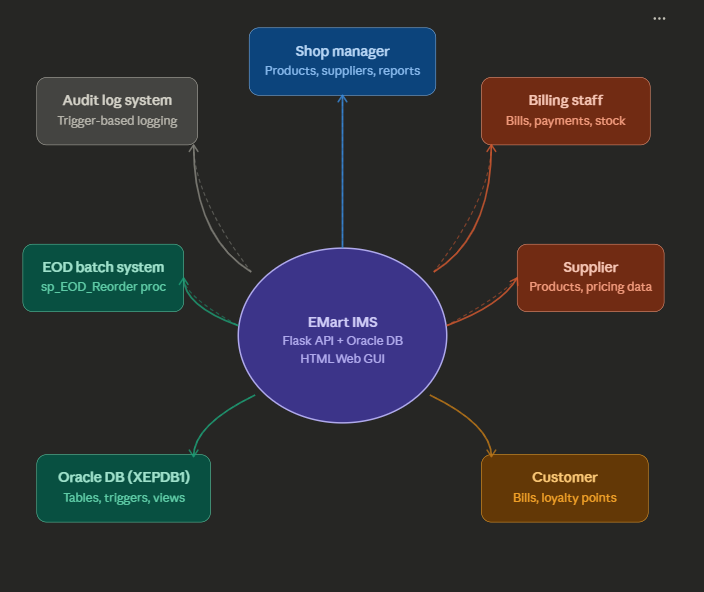 Shop manager
Products, suppliers, reports
Audit log system
Trigger-based logging
Billing staff
Bills, payments, stock
EOD batch system
sp_EOD_Reorder proc
Supplier
Products, pricing data
EMart IMS
Flask API + Oracle DB
HTML Web GUI
Oracle DB (XEPDB1)
Tables, triggers, views
Customer
Bills, loyalty points